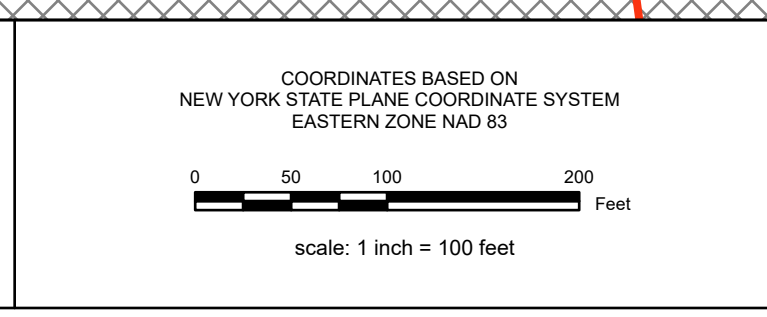 COORDINATES BASED ON
NEW YORK STATE PLANE COORDINATE SYSTEM
EASTERN ZONE NAD 83
0 50 100 200
Feet
scale: 1 inch = 100 feet